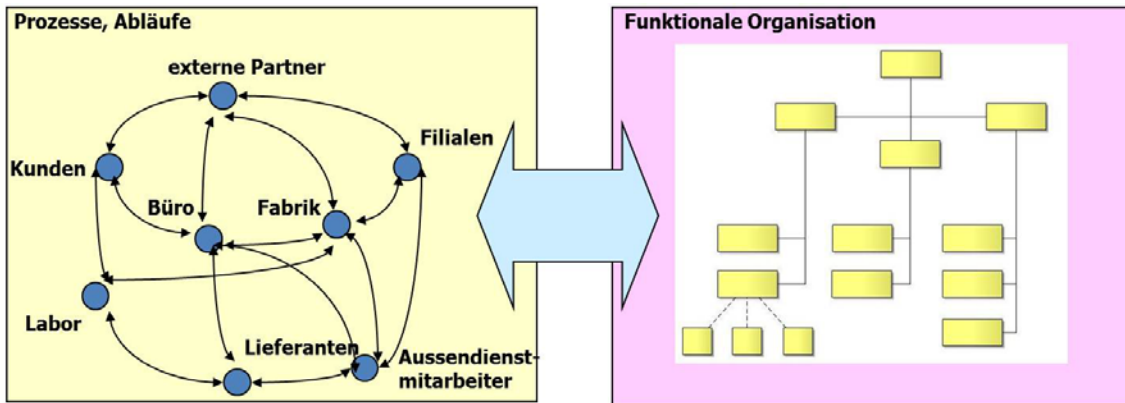 Prozesse, Abläufe
Funktionale Organisation
externe Partner
Filialen
Kunden
Büro
Fabrik
Labor
Lieferanten
Aussendienst-
mitarbeiter